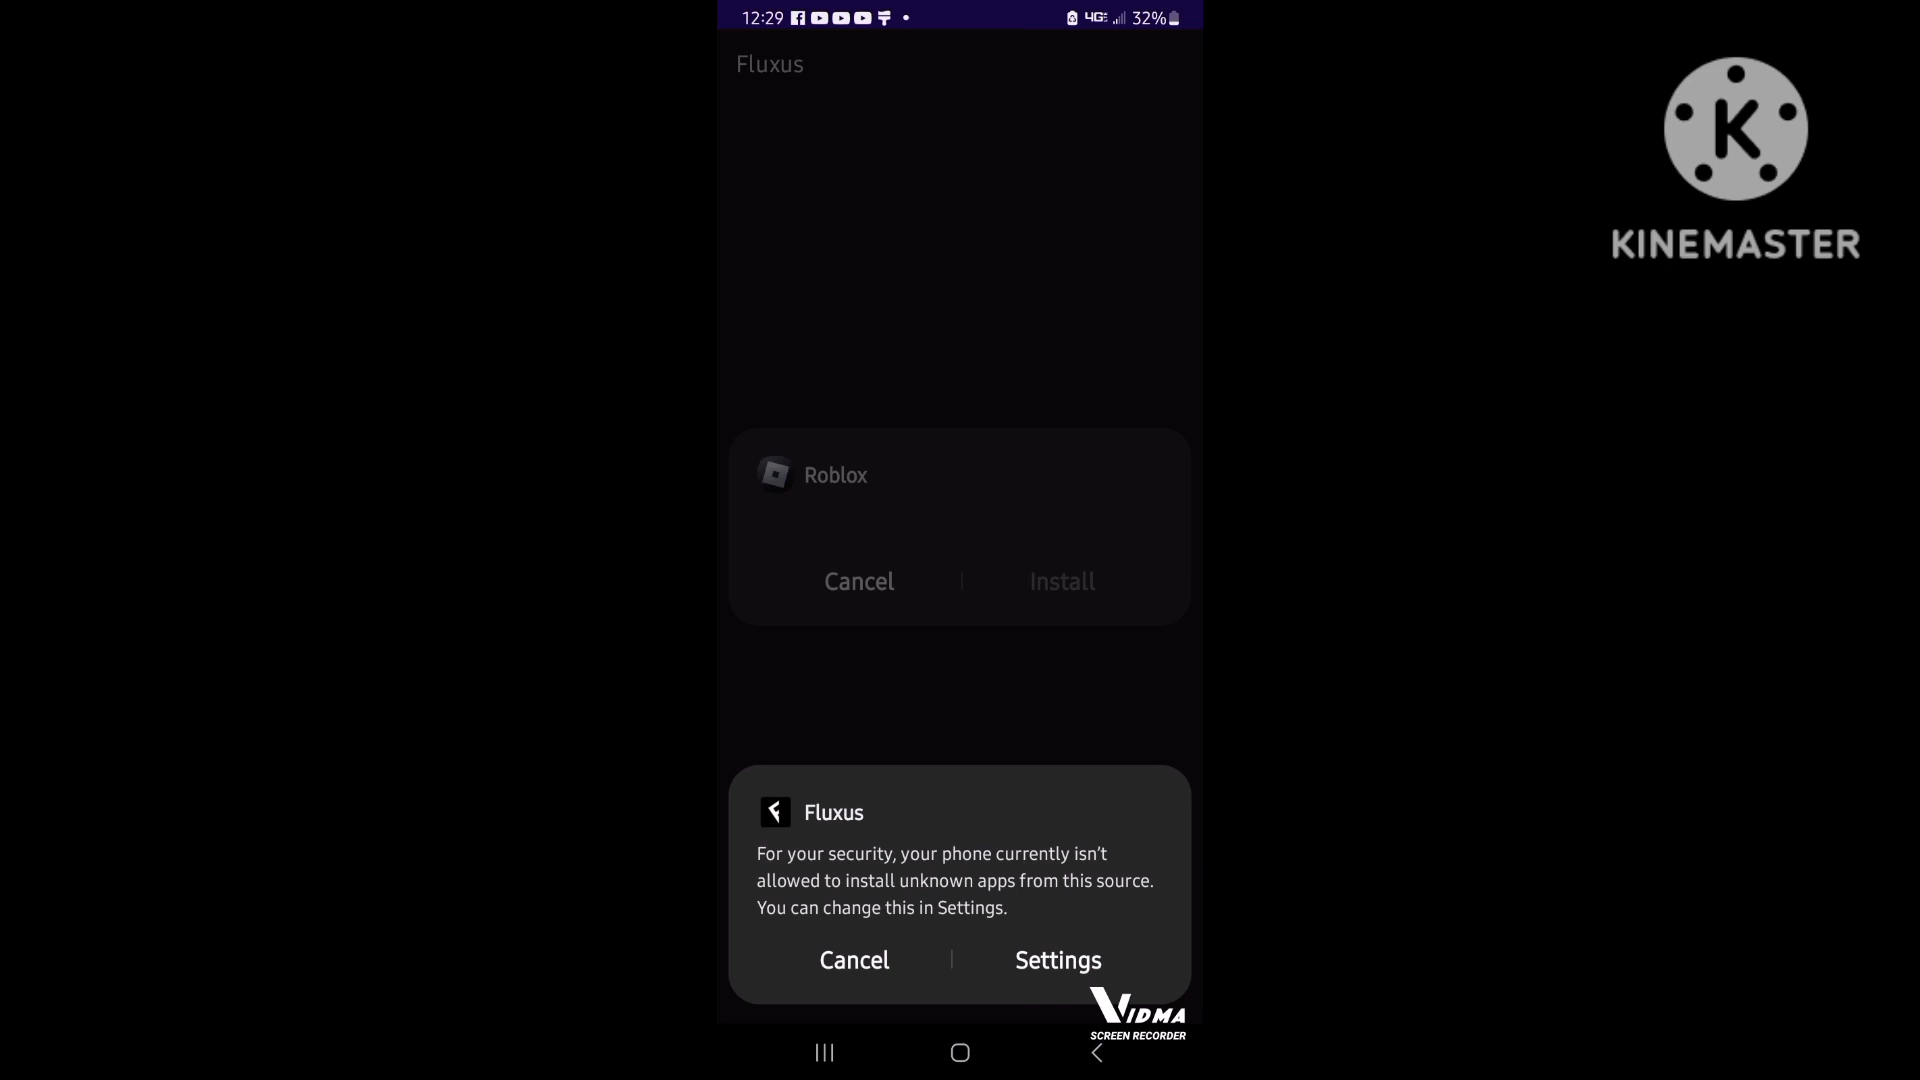 12:29
4G 32%
Fluxus
K
KINEMASTER
Roblox
Cancel
Install
Fluxus
For your security, your phone currently isn't
allowed to install unknown apps from this source.
You can change this in Settings.
Cancel
Settings
VIDMA
SCREEN RECORDER